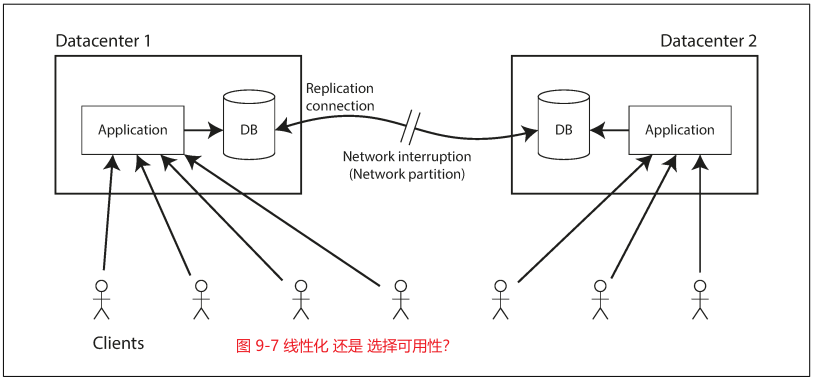 Datacenter 1
Datacenter 2
Replication
connection
Application
DB
DB
Application
Network interruption
(Network partition)
Clients
图 9-7 线性化 还是 选择可用性?